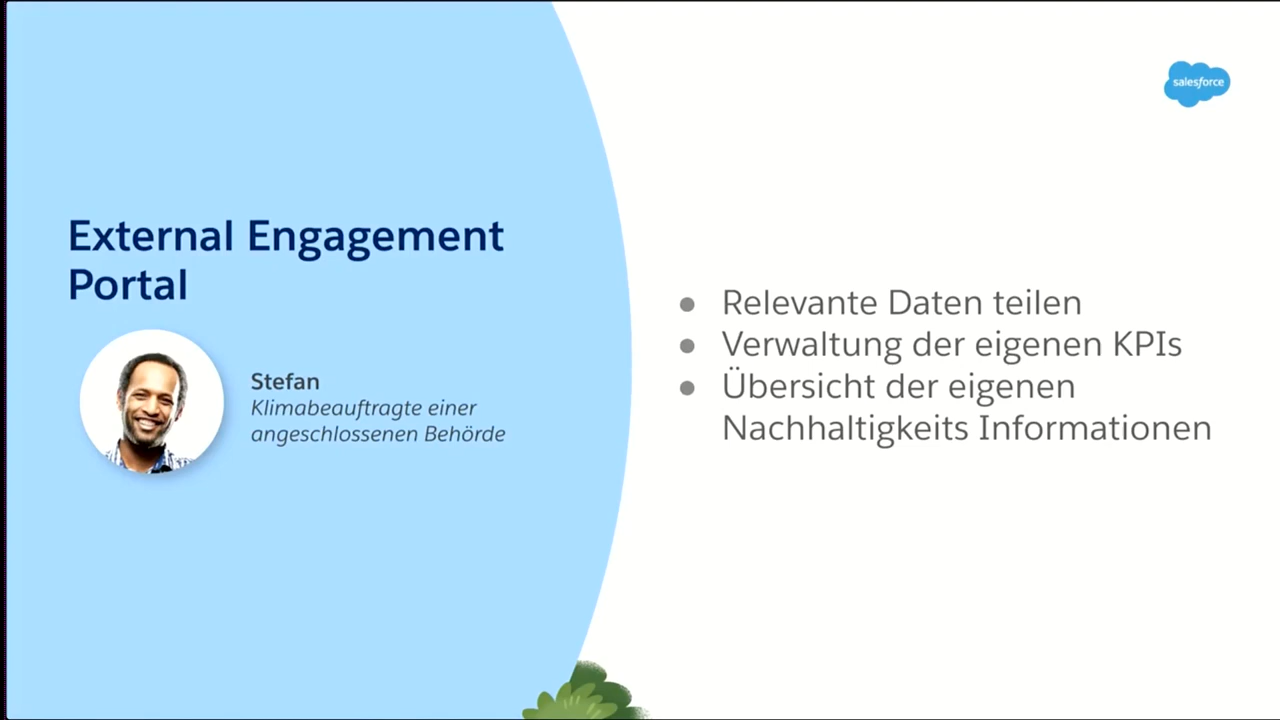 salesforce
External Engagement
Portal
Stefan
Klimabeauftragte einer
angeschlossenen Behörde
● Relevante Daten teilen
● Verwaltung der eigenen KPIs
● Übersicht der eigenen
Nachhaltigkeits Informationen